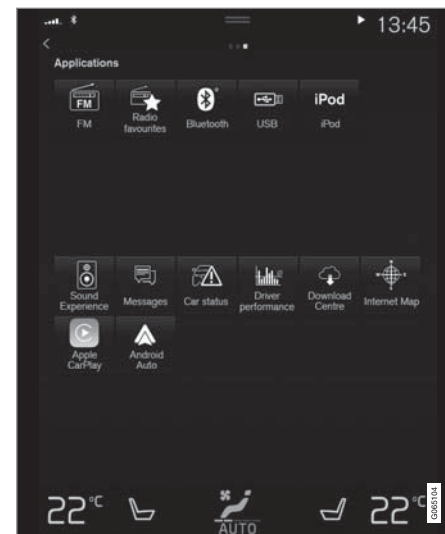 13:45
Applications
FM
FM
Radio
favourites
Bluetooth
USB
iPod
iPod
Sound
Experience
Messages
Car status
Driver
performance
Download
Centre
Internet Map
Apple
CarPlay
Android
Auto
22°C
AUTO
22°C
G065104